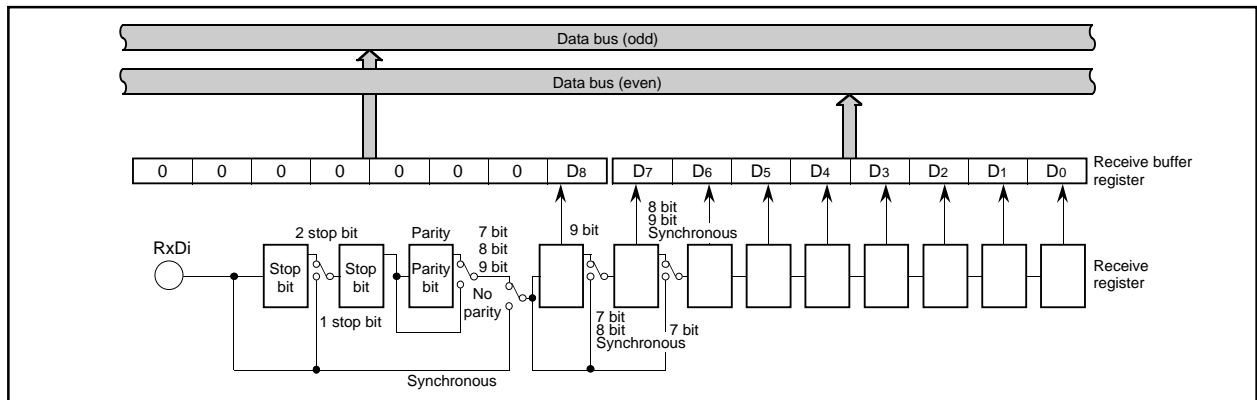 Data bus (odd)
Data bus (even)
0 0 0 0 0 0 0 D8 D7 D6 D5 D4 D3 D2 D1 D0
Receive buffer
register
RxDi
2 stop bit
Stop
bit
Stop
bit
1 stop bit
Parity
Parity
bit
7 bit
8 bit
9 bit
No
parity
Synchronous
9 bit
8 bit
9 bit
Synchronous
7 bit
8 bit
Synchronous
7 bit
Receive
register